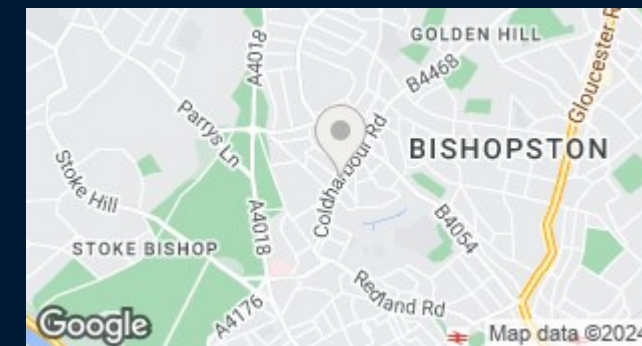 GOLDEN HILL
A4018
B4468
Gloucester R
Parrys Ln
Coldharbour Rd
BISHOPSTON
Stoke Hill
A4018
B4054
STOKE BISHOP
Redland Rd
A4176
Google
Map data ©2024